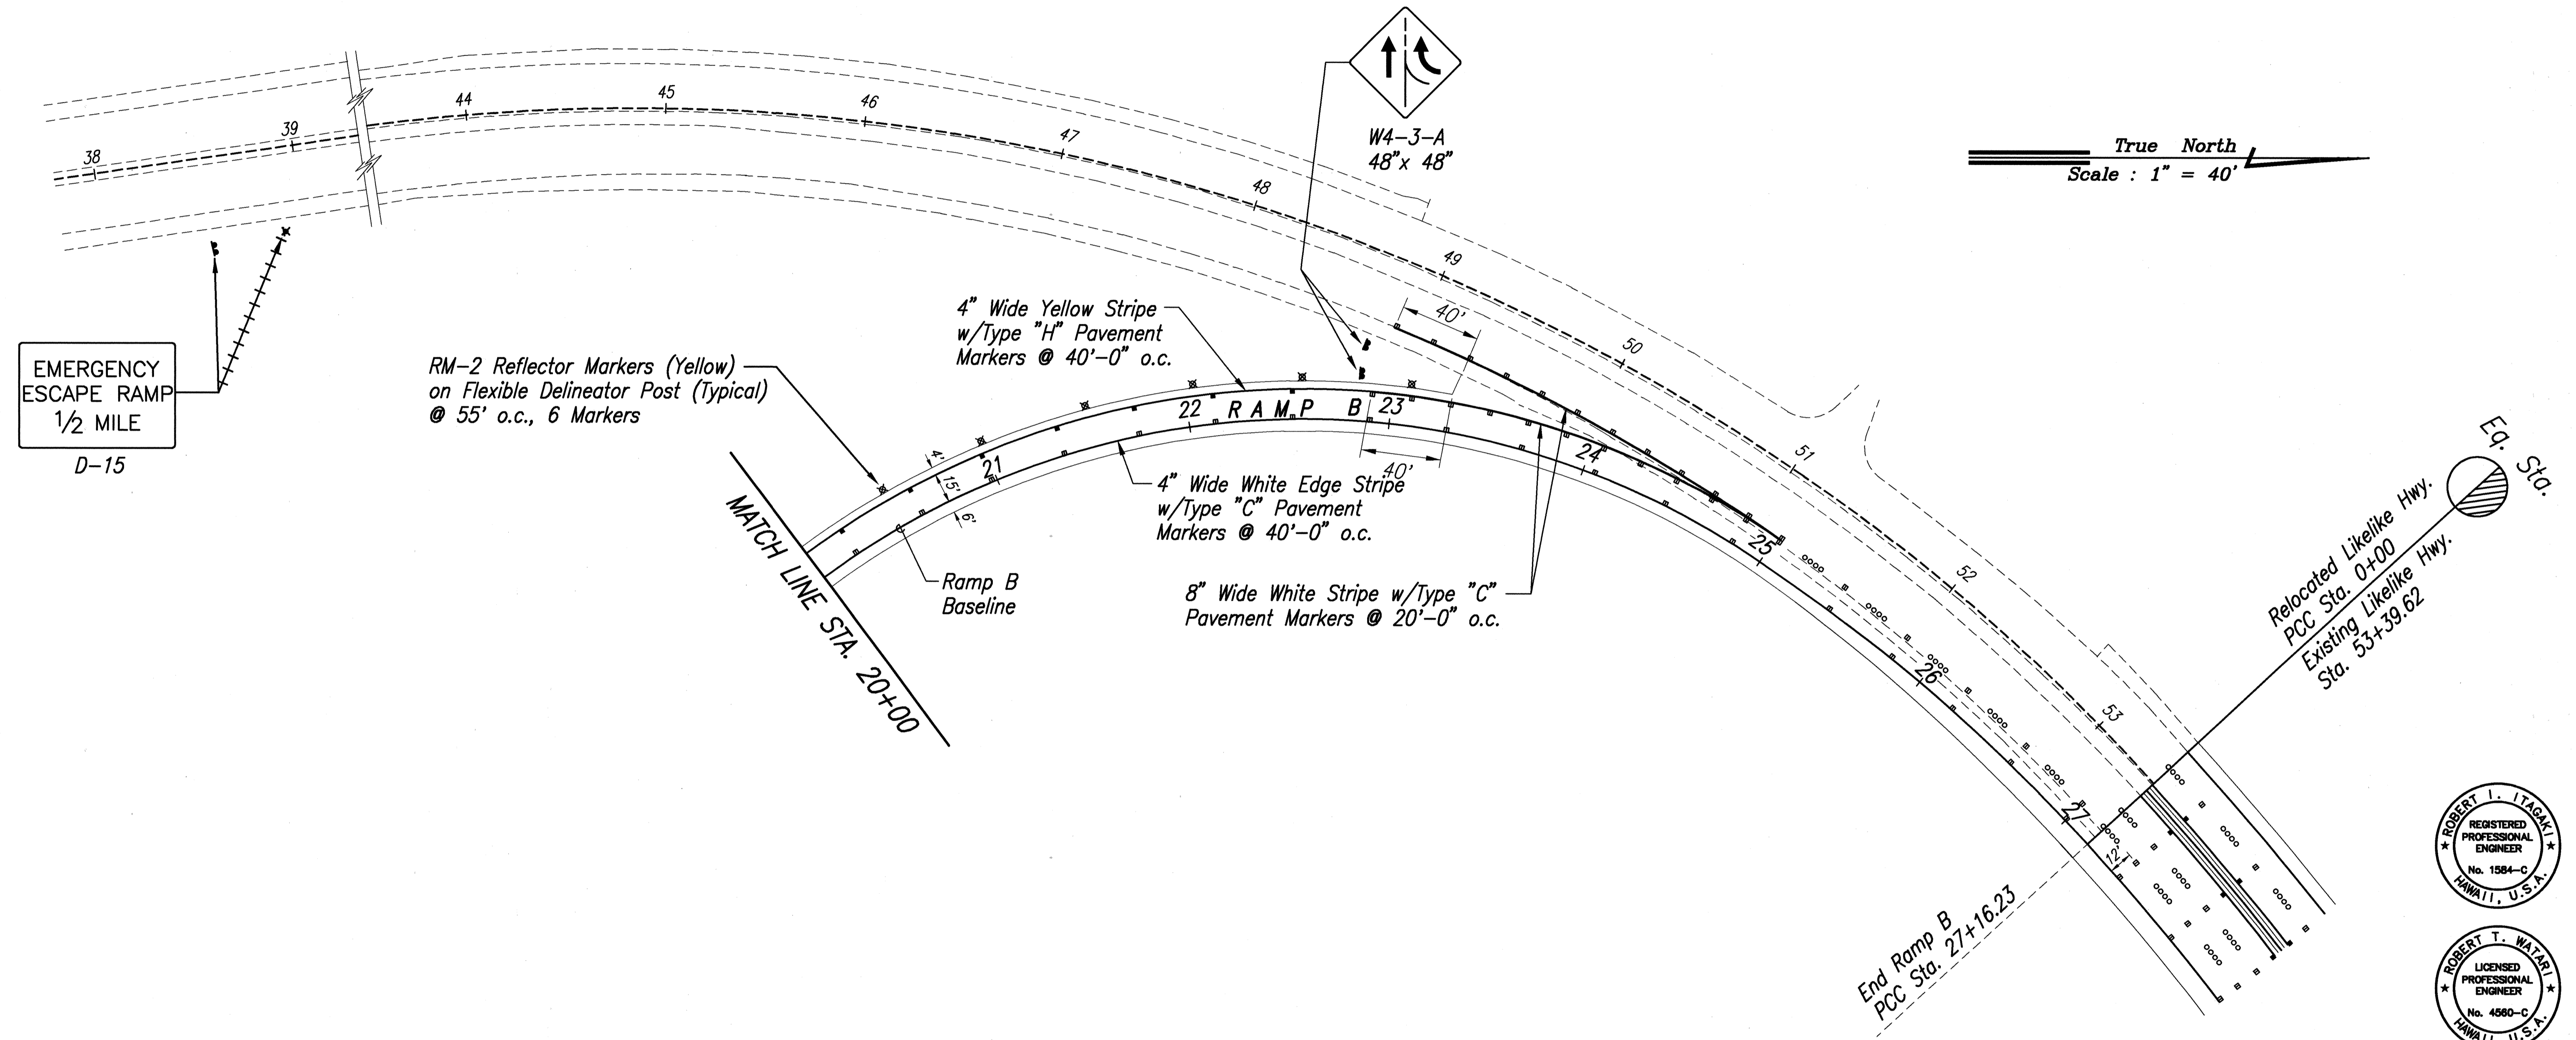 38
39
44
45
46
47
48
49
50
51
52
53
W4-3-A
48"x 48"
True North
Scale : 1" = 40'
EMERGENCY
ESCAPE RAMP
1/2 MILE
D-15
RM-2 Reflector Markers (Yellow)
on Flexible Delineator Post (Typical)
@ 55' o.c., 6 Markers
4" Wide Yellow Stripe
w/Type "H" Pavement
Markers @ 40'-0" o.c.
40'
RAMP B
21
22
23
24
25
26
27
4'
15'
6'
40'
4" Wide White Edge Stripe
w/Type "C" Pavement
Markers @ 40'-0" o.c.
Ramp B
Baseline
8" Wide White Stripe w/Type "C"
Pavement Markers @ 20'-0" o.c.
MATCH LINE STA. 20+00
Eq. Sta.
Relocated Likelike Hwy.
PCC Sta. 0+00
Existing Likelike Hwy.
Sta. 53+39.62
12'
End Ramp B
PCC Sta. 27+16.23
ROBERT I. ITAGAKI
REGISTERED
PROFESSIONAL
ENGINEER
No. 1584-C
HAWAII, U.S.A.
ROBERT T. WATARI
LICENSED
PROFESSIONAL
ENGINEER
No. 4560-C
HAWAII, U.S.A.